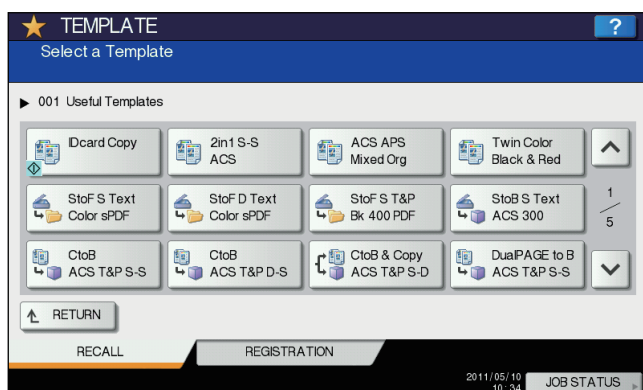 TEMPLATE
?
Select a Template
001 Useful Templates
IDcard Copy
2in1 S-S
ACS
ACS APS
Mixed Org
Twin Color
Black & Red
StoF S Text
Color sPDF
StoF D Text
Color sPDF
StoF S T&P
Bk 400 PDF
StoB S Text
ACS 300
1
5
CtoB
ACS T&P S-S
CtoB
ACS T&P D-S
CtoB & Copy
ACS T&P S-D
DualPAGE to B
ACS T&P S-S
RETURN
RECALL
REGISTRATION
2011/05/10
10:34
JOB STATUS